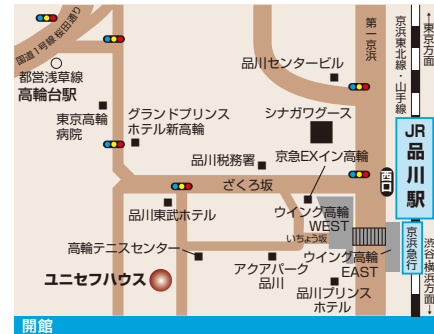 国道1号線 桜田通り
都営浅草線
高輪台駅
東京高輪
病院
グランドプリンス
ホテル新高輪
品川センタービル
第一京浜
京浜東北線・山手線
←東京方面
シナガワグース
品川税務署
京急EXイン高輪
JR
品川駅
西口
ざくろ坂
品川東武ホテル
ウイング高輪
WEST
いちょう坂
京浜急行
渋谷・横浜方面→
高輪テニスセンター
ウイング高輪
EAST
ユニセフハウス
アクアパーク
品川
品川プリンス
ホテル
開館